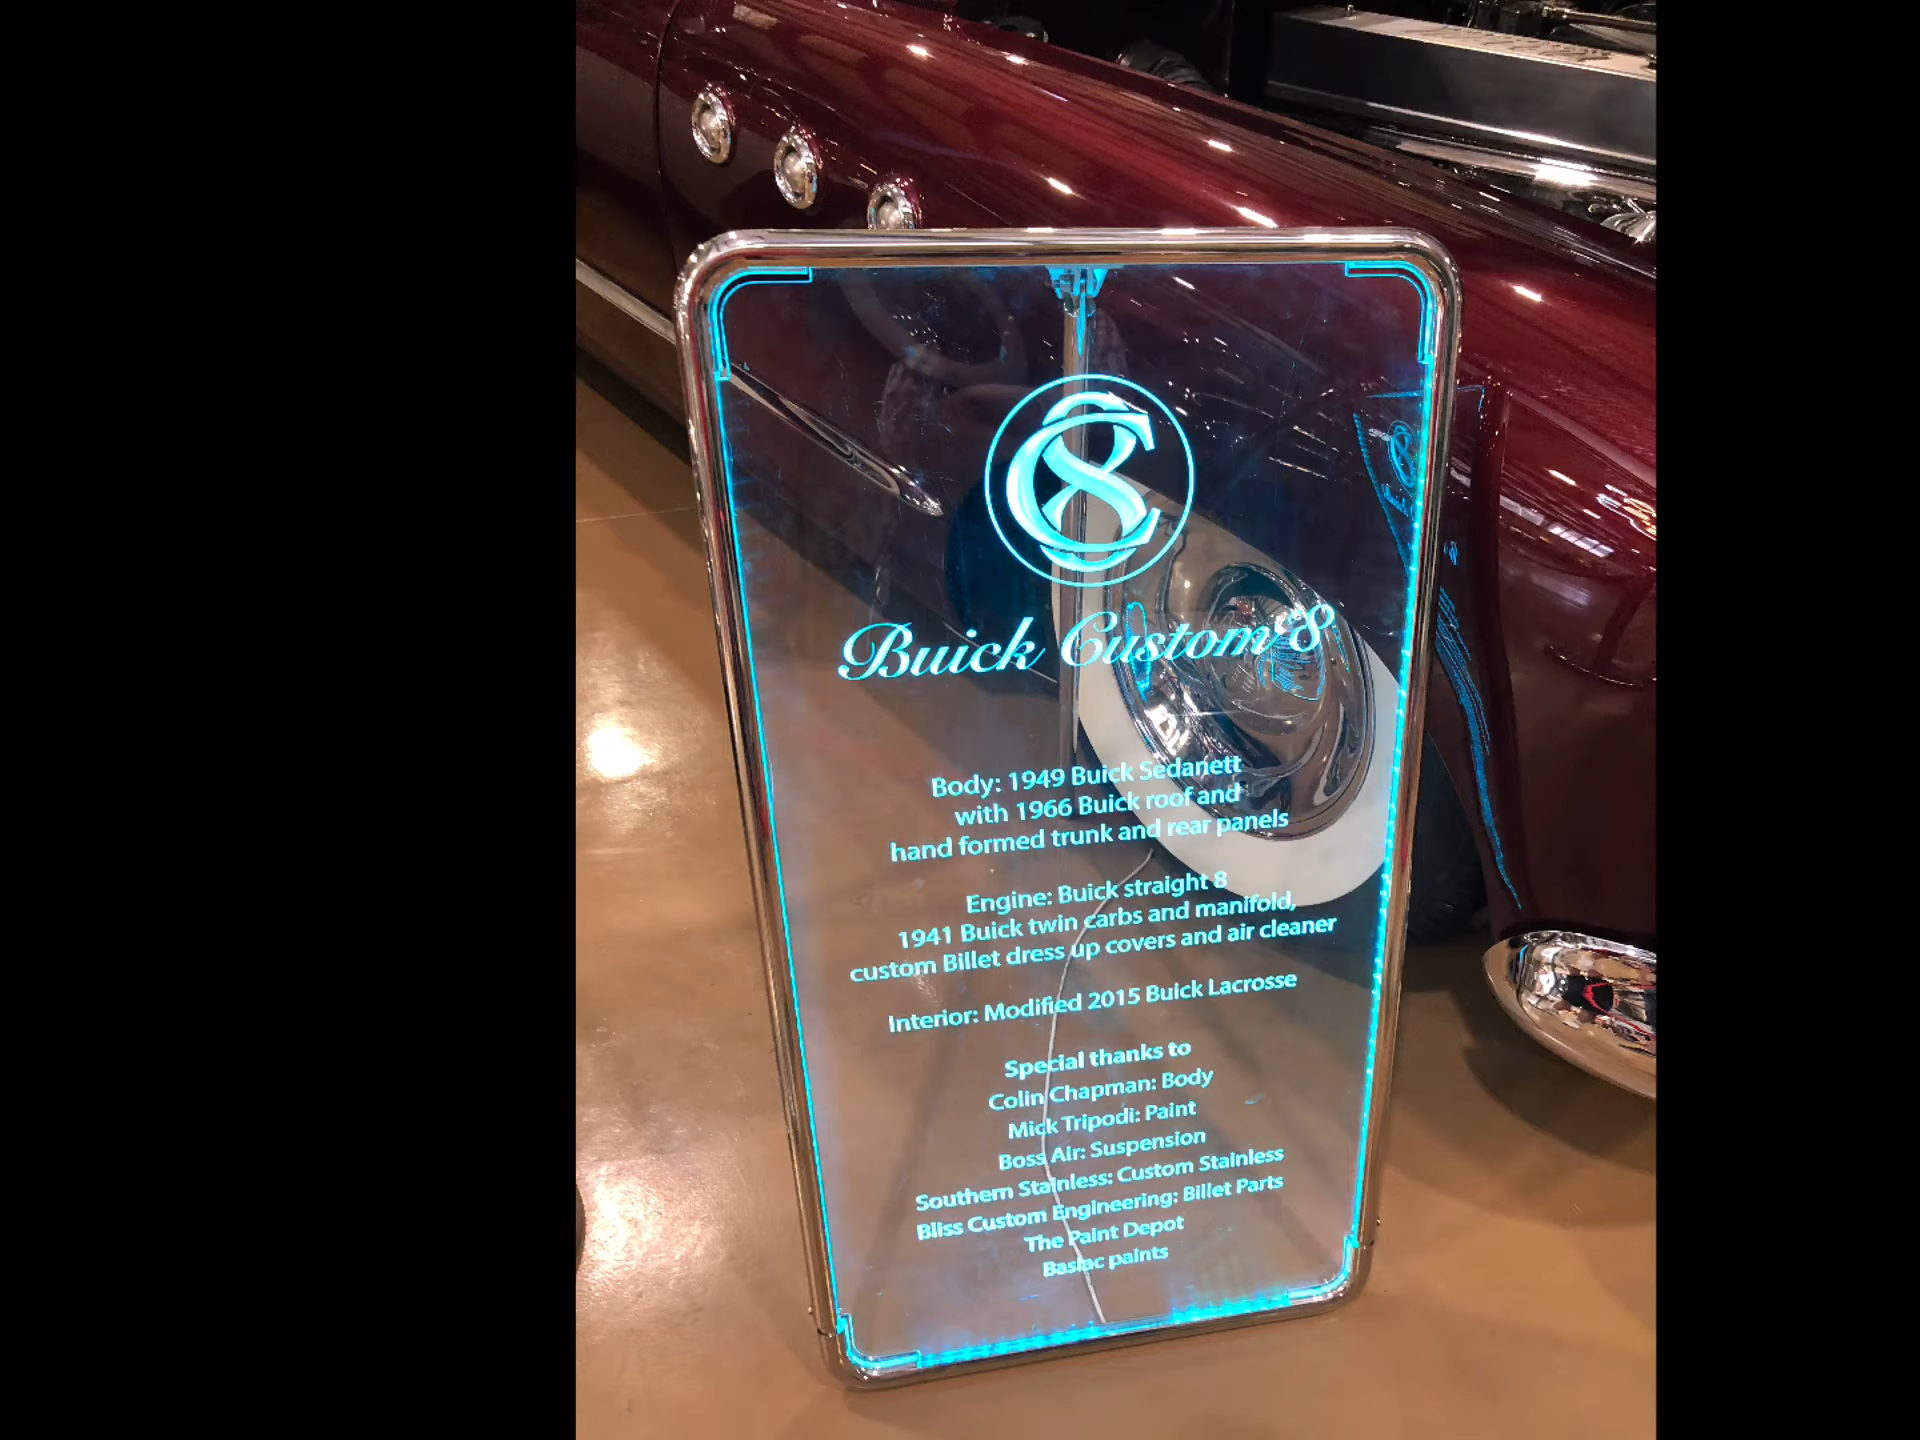 C8
Buick Custom 8
Body: 1949 Buick Sedanett
with 1966 Buick roof and
hand formed trunk and rear panels
Engine: Buick straight 8
1941 Buick twin carbs and manifold,
custom Billet dress up covers and air cleaner
Interior: Modified 2015 Buick Lacrosse
Special thanks to
Colin Chapman: Body
Mick Tripodi: Paint
Boss Air: Suspension
Southern Stainless: Custom Stainless
Bliss Custom Engineering: Billet Parts
The Paint Depot
Baslac paints